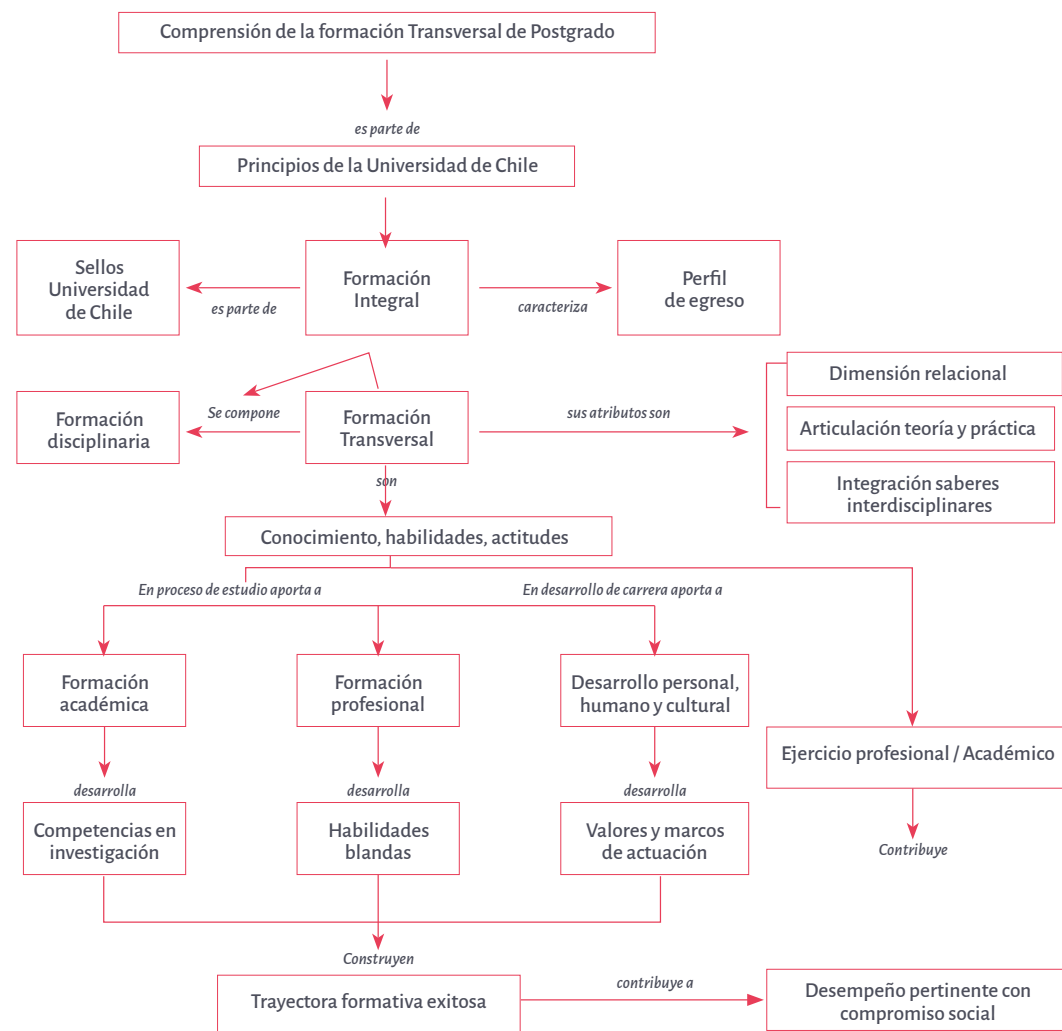 Comprensión de la formación Transversal de Postgrado
es parte de
Principios de la Universidad de Chile
Sellos
Universidad
de Chile
es parte de
Formación
Integral
caracteriza
Perfil
de egreso
Formación
disciplinaria
Se compone
Formación
Transversal
sus atributos son
Dimensión relacional
Articulación teoría y práctica
Integración saberes
interdisciplinares
son
Conocimiento, habilidades, actitudes
En proceso de estudio aporta a
En desarrollo de carrera aporta a
Formación
académica
Formación
profesional
Desarrollo personal,
humano y cultural
Ejercicio profesional / Académico
desarrolla
desarrolla
desarrolla
Competencias en
investigación
Habilidades
blandas
Valores y marcos
de actuación
Contribuye
Construyen
Trayectora formativa exitosa
contribuye a
Desempeño pertinente con
compromiso social